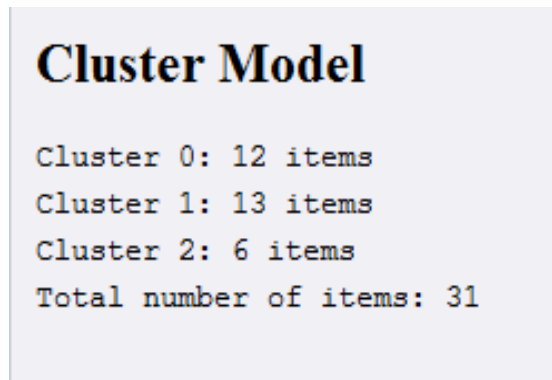 Cluster Model
Cluster 0: 12 items
Cluster 1: 13 items
Cluster 2: 6 items
Total number of items: 31